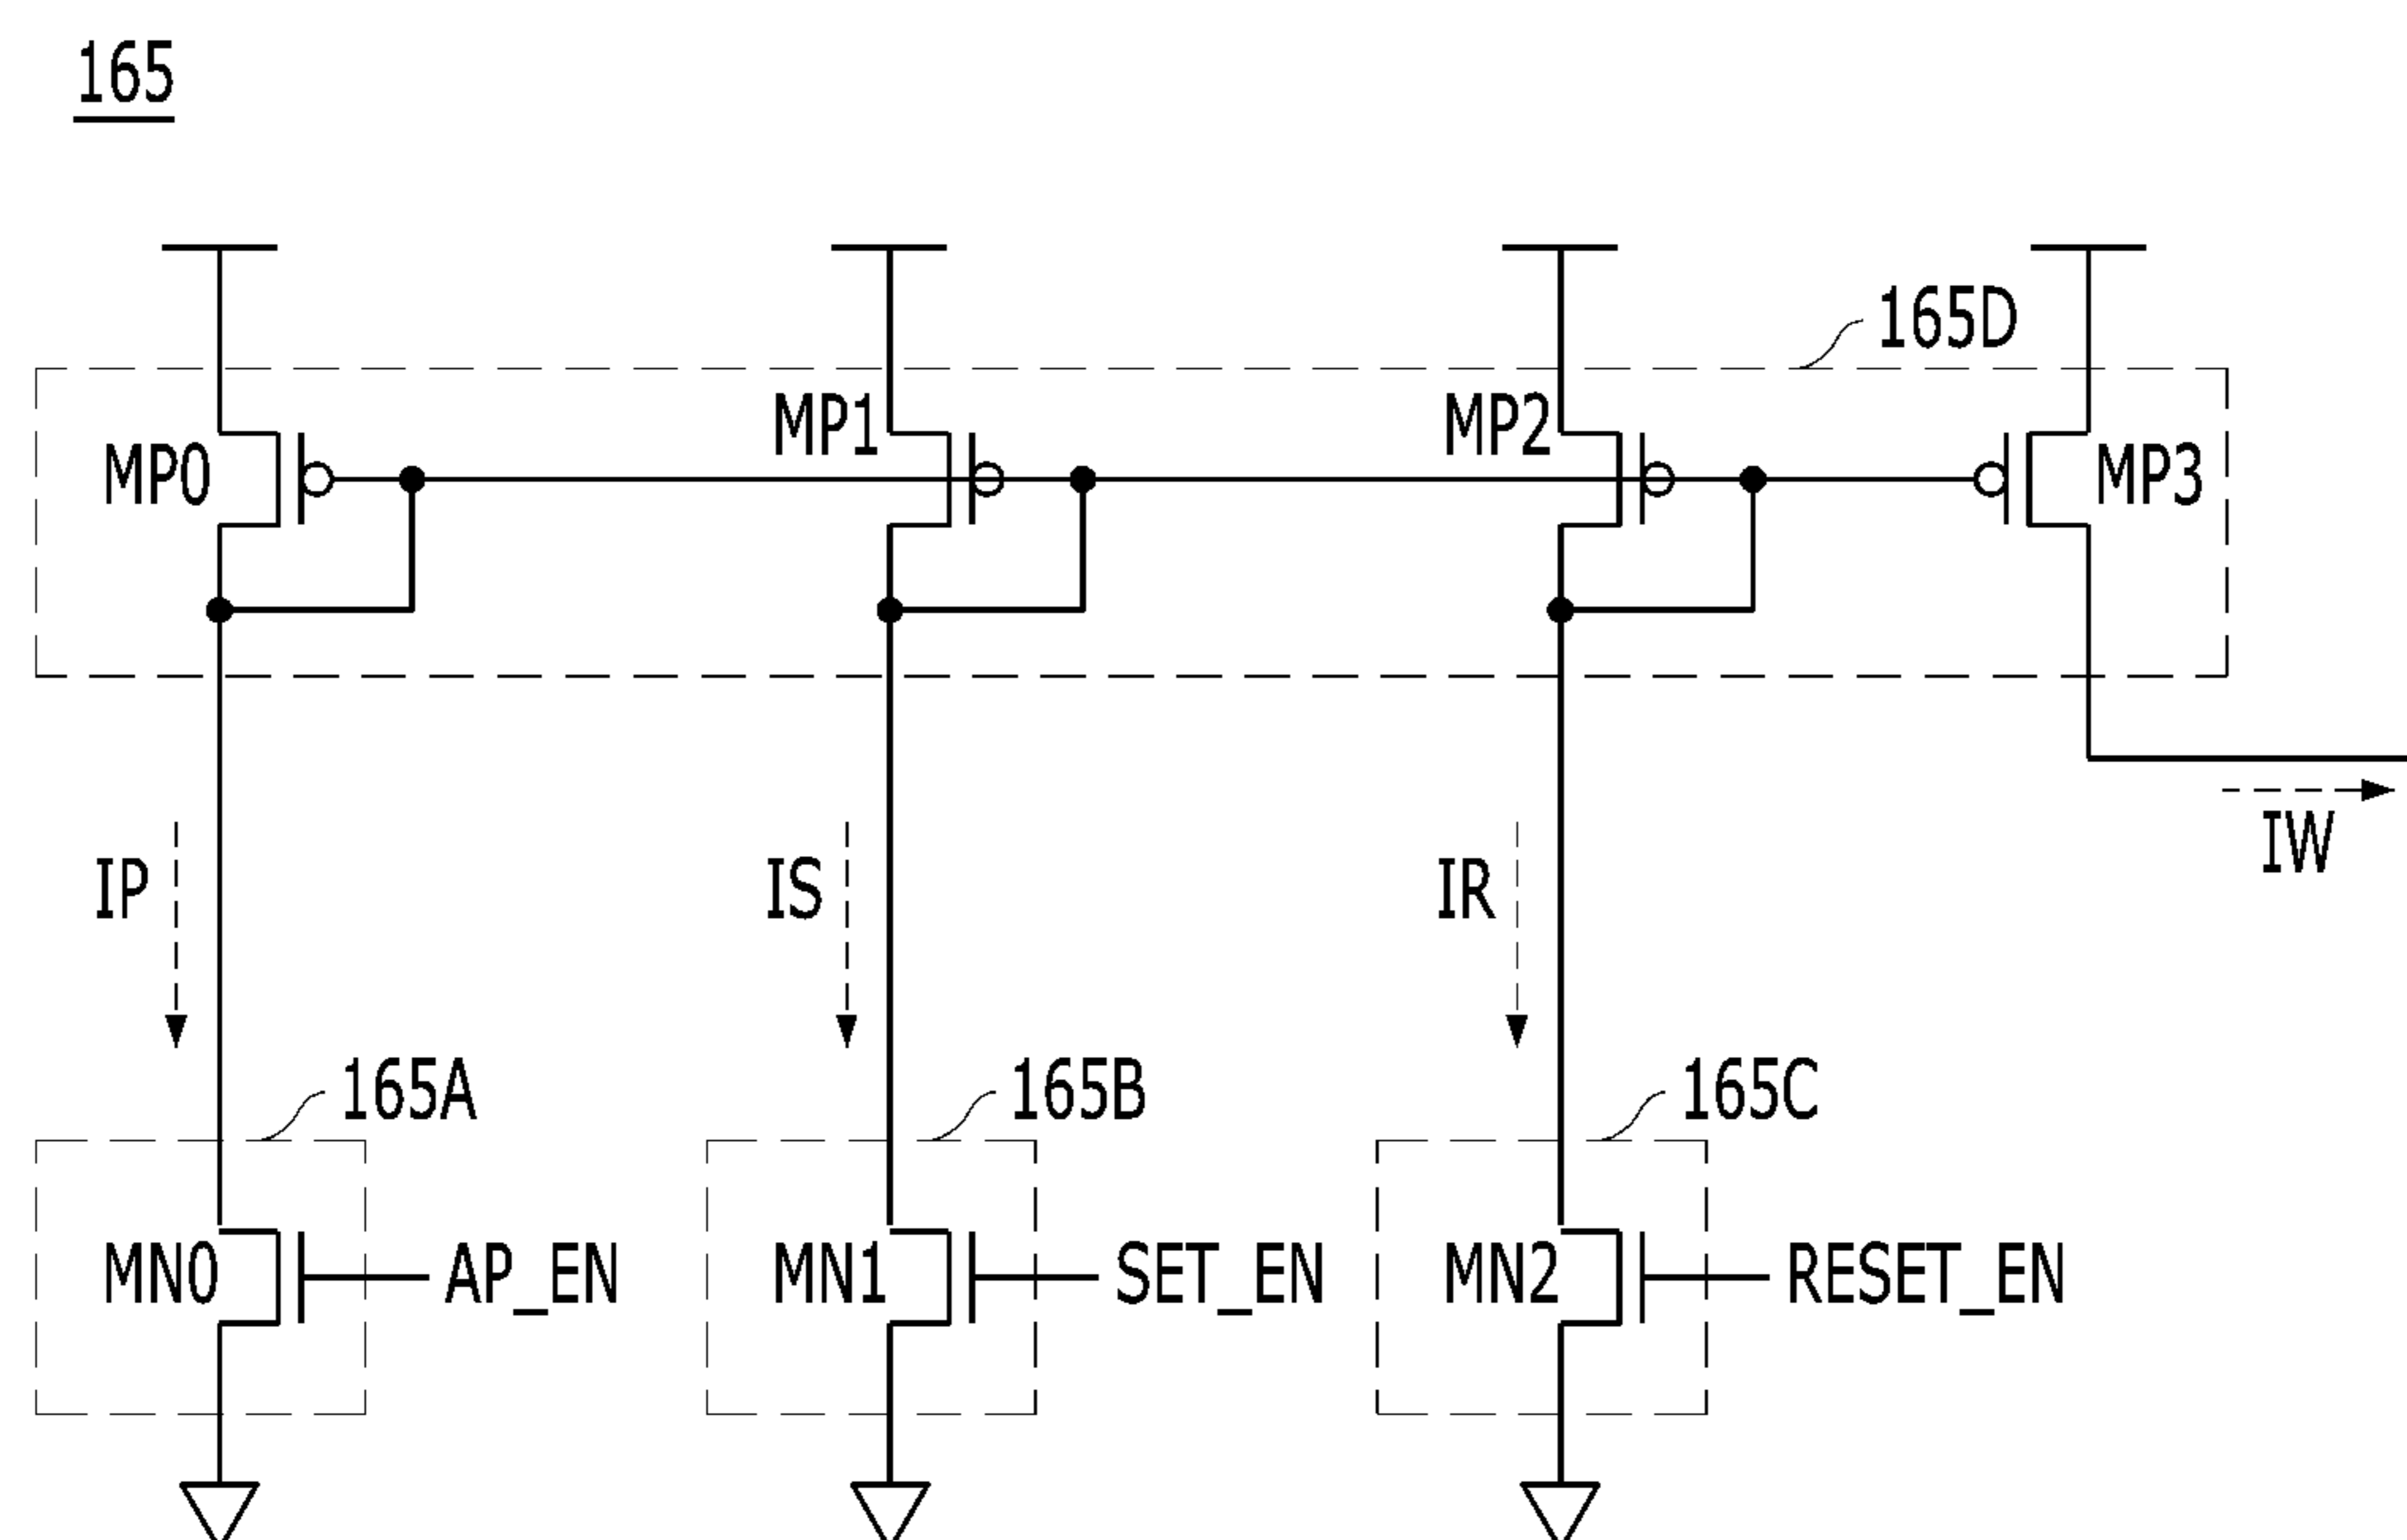 165
165D
MP0
MP1
MP2
MP3
IP
IS
IR
IW
165A
165B
165C
MN0
AP_EN
MN1
SET_EN
MN2
RESET_EN